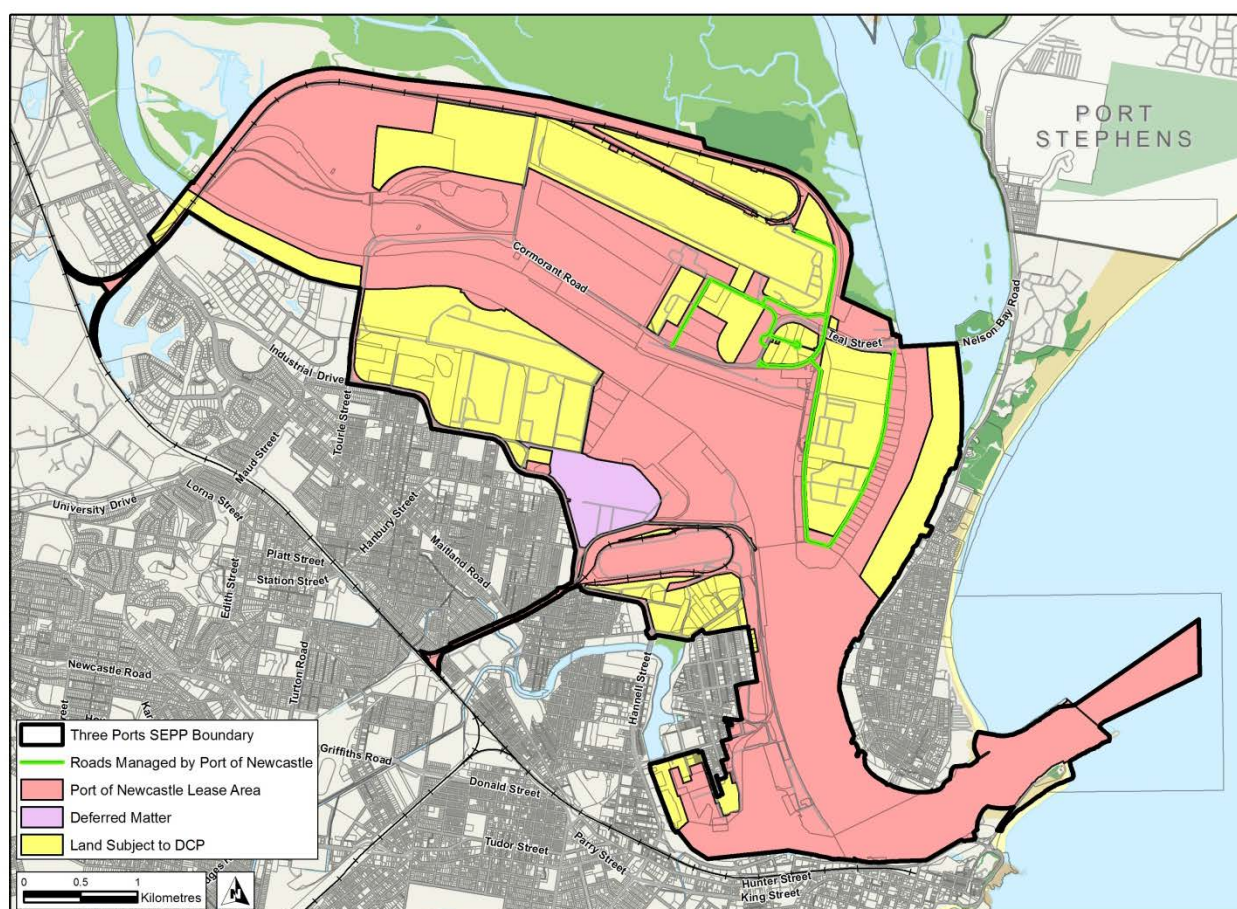 PORT
STEPHENS
Cormorant Road
Teal Street
Nelson Bay Road
Industrial Drive
Tourle Street
Maud Street
Lorna Street
University Drive
Hanbury Street
Maitland Road
Platt Street
Station Street
Edith Street
Turton Road
Newcastle Road
Hannell Street
Griffiths Road
Donald Street
Tudor Street
Parry Street
Hunter Street
King Street
Three Ports SEPP Boundary
Roads Managed by Port of Newcastle
Port of Newcastle Lease Area
Deferred Matter
Land Subject to DCP
0 0.5 1
Kilometres
N